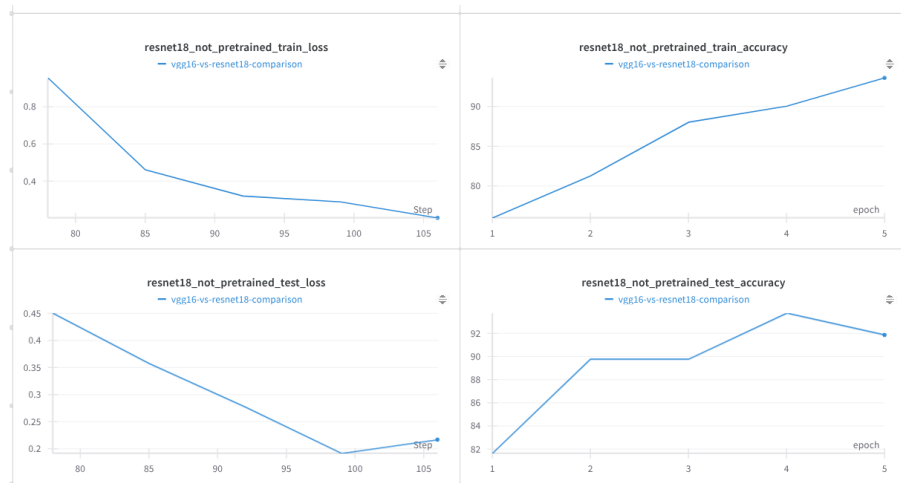 resnet18_not_pretrained_train_loss
vgg16-vs-resnet18-comparison
0.8
0.6
0.4
Step
80 85 90 95 100 105
resnet18_not_pretrained_train_accuracy
vgg16-vs-resnet18-comparison
90
85
80
epoch
1 2 3 4 5
resnet18_not_pretrained_test_loss
vgg16-vs-resnet18-comparison
0.45
0.4
0.35
0.3
0.25
0.2
Step
80 85 90 95 100 105
resnet18_not_pretrained_test_accuracy
vgg16-vs-resnet18-comparison
92
90
88
86
84
82
epoch
1 2 3 4 5